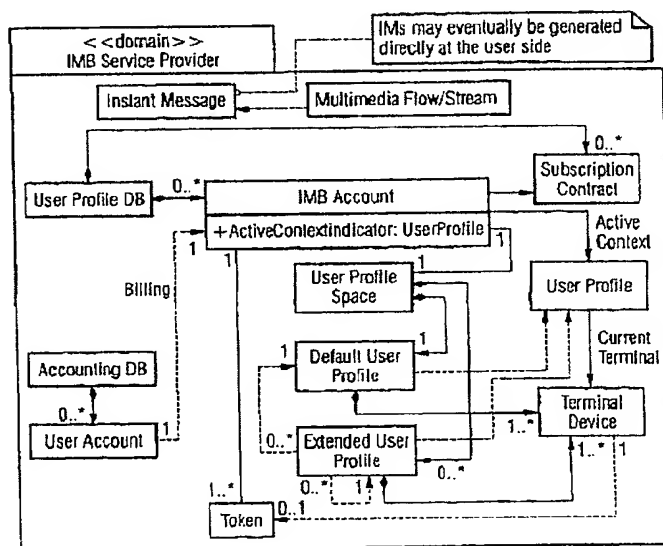 IMs may eventually be generated
directly at the user side
<<domain>>
IMB Service Provider
Instant Message
Multimedia Flow/Stream
0..*
Subscription
Contract
User Profile DB
0..*
IMB Account
+ActiveContextIndicator: UserProfile
1
1
1
1
Active
Context
Billing
User Profile
Space
User Profile
1
Default User
Profile
1
Current
Terminal
Accounting DB
0..*
User Account
1
Terminal
Device
0..*
Extended User
Profile
1..*
1..*
1
0..*
0..*
1
1..*
Token
0..1